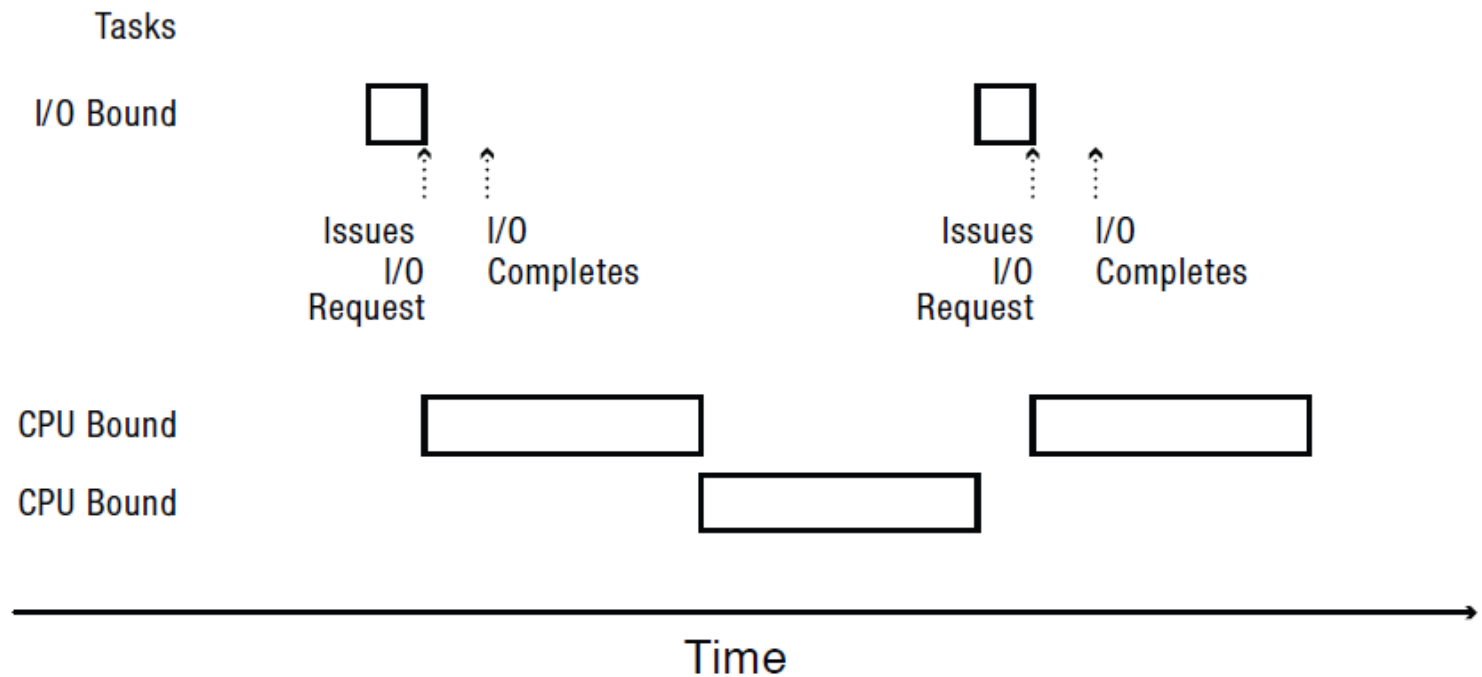 Tasks
I/O Bound
Issues
I/O
Request
I/O
Completes
Issues
I/O
Request
I/O
Completes
CPU Bound
CPU Bound
Time